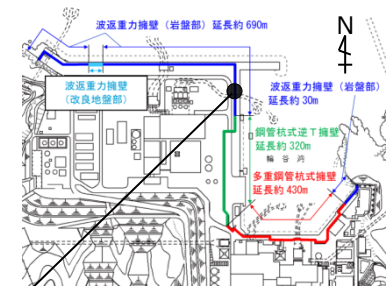 波返重力擁壁（岩盤部）延長約 690m
N
波返重力擁壁
（改良地盤部）
波返重力擁壁（岩盤部）
延長約 30m
鋼管杭式逆T擁壁
延長約 320m
輪谷湾
多重鋼管杭式擁壁
延長約 430m